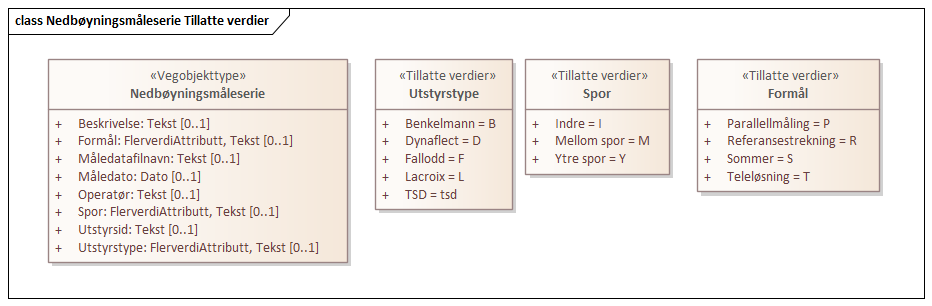 class Nedbøyningsmåleserie Tillatte verdier
«Vegobjekttype»
Nedbøyningsmåleserie
+ Beskrivelse: Tekst [0..1]
+ Formål: FlerverdiAttributt, Tekst [0..1]
+ Måledatafilnavn: Tekst [0..1]
+ Måledato: Dato [0..1]
+ Operatør: Tekst [0..1]
+ Spor: FlerverdiAttributt, Tekst [0..1]
+ Utstyrsid: Tekst [0..1]
+ Utstyrstype: FlerverdiAttributt, Tekst [0..1]
«Tillatte verdier»
Utstyrstype
+ Benkelmann = B
+ Dynaflect = D
+ Fallodd = F
+ Lacroix = L
+ TSD = tsd
«Tillatte verdier»
Spor
+ Indre = I
+ Mellom spor = M
+ Ytre spor = Y
«Tillatte verdier»
Formål
+ Parallellmåling = P
+ Referansestrekning = R
+ Sommer = S
+ Teleløsning = T